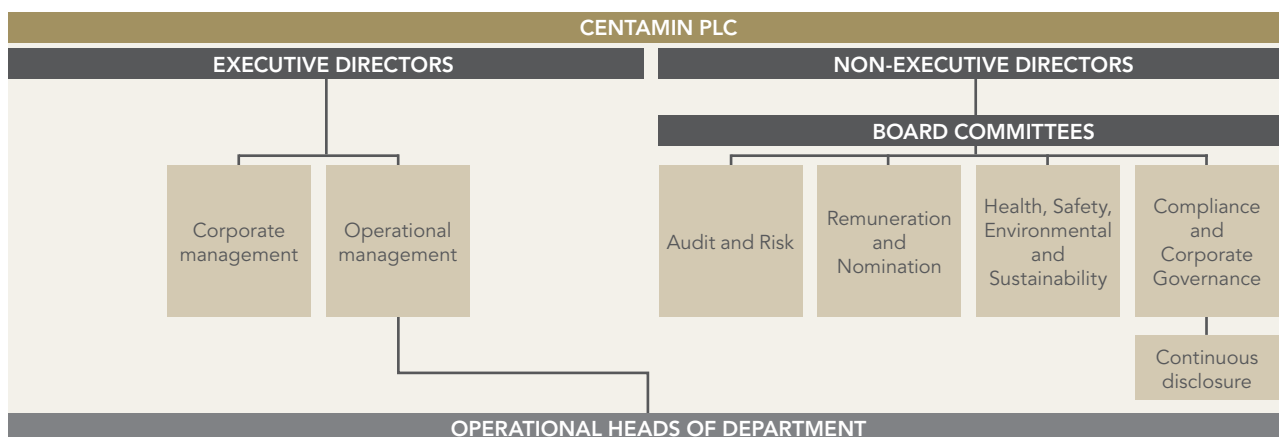 CENTAMIN PLC
EXECUTIVE DIRECTORS
NON-EXECUTIVE DIRECTORS
BOARD COMMITTEES
Corporate
management
Operational
management
Audit and Risk
Remuneration
and
Nomination
Health, Safety,
Environmental
and
Sustainability
Compliance
and
Corporate
Governance
Continuous
disclosure
OPERATIONAL HEADS OF DEPARTMENT